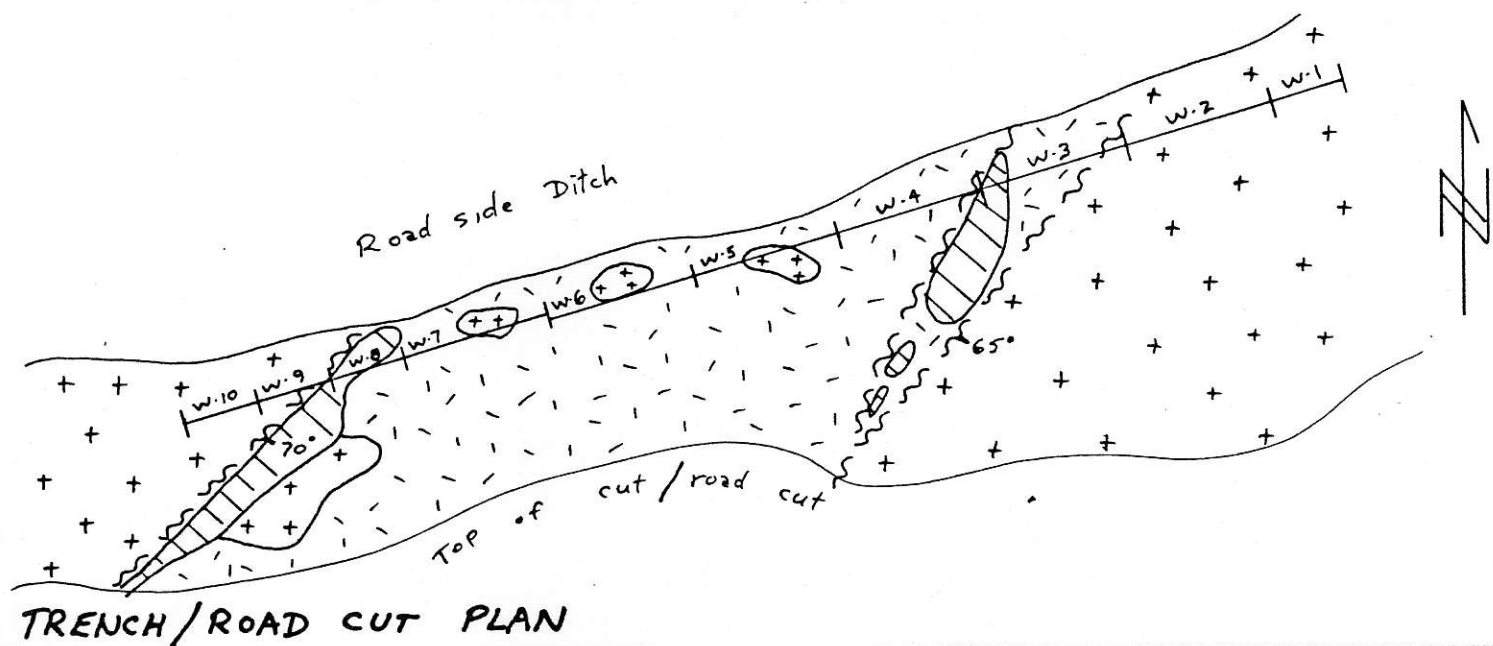 Road side Ditch
W-1
W-2
W-3
W-4
W-5
W-6
W-7
W-8
W-9
W-10
65°
70°
Top of cut/road cut
N
TRENCH/ROAD CUT PLAN